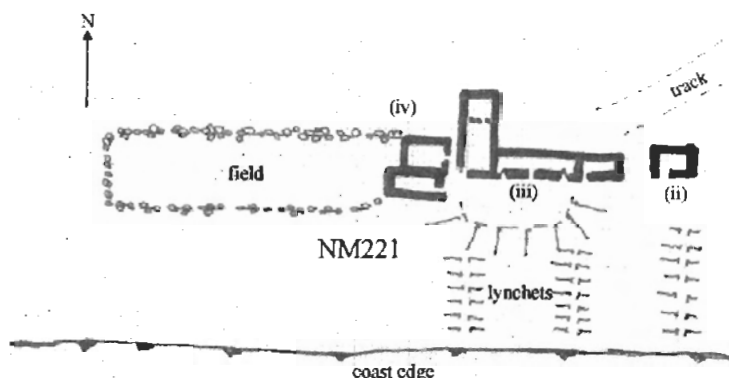 N
track
(iv)
field
(iii)
(ii)
NM221
lynchets
coast edge